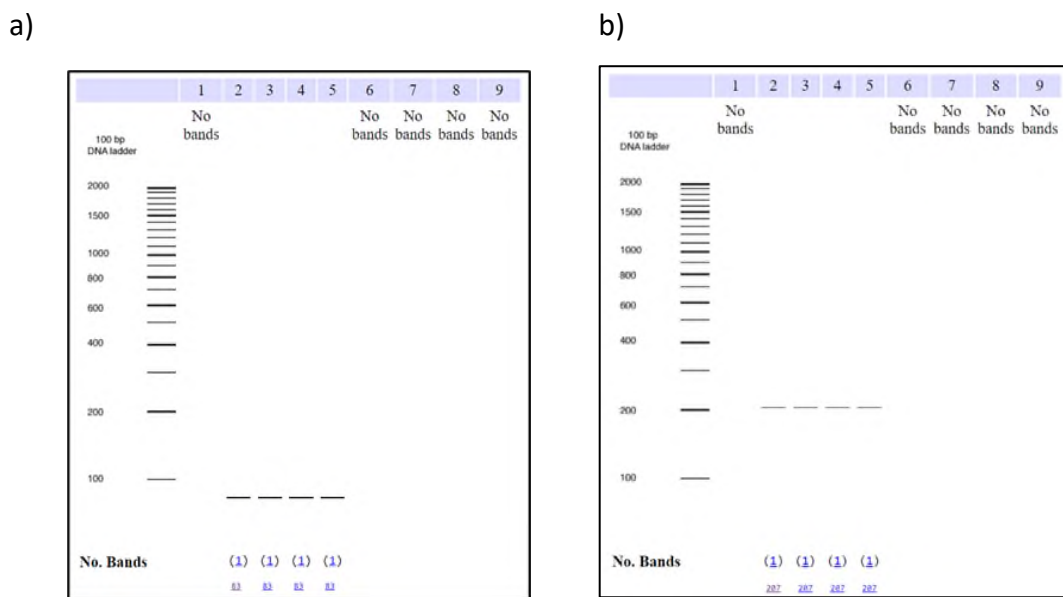 a)
1 2 3 4 5 6 7 8 9
No bands No bands No bands No bands No bands
100 bp
DNA ladder
2000
1500
1000
800
600
400
200
100
No. Bands (1) (1) (1) (1)
83 83 83 83
b)
1 2 3 4 5 6 7 8 9
No bands No bands No bands No bands No bands
100 bp
DNA ladder
2000
1500
1000
800
600
400
200
100
No. Bands (1) (1) (1) (1)
207 207 207 207